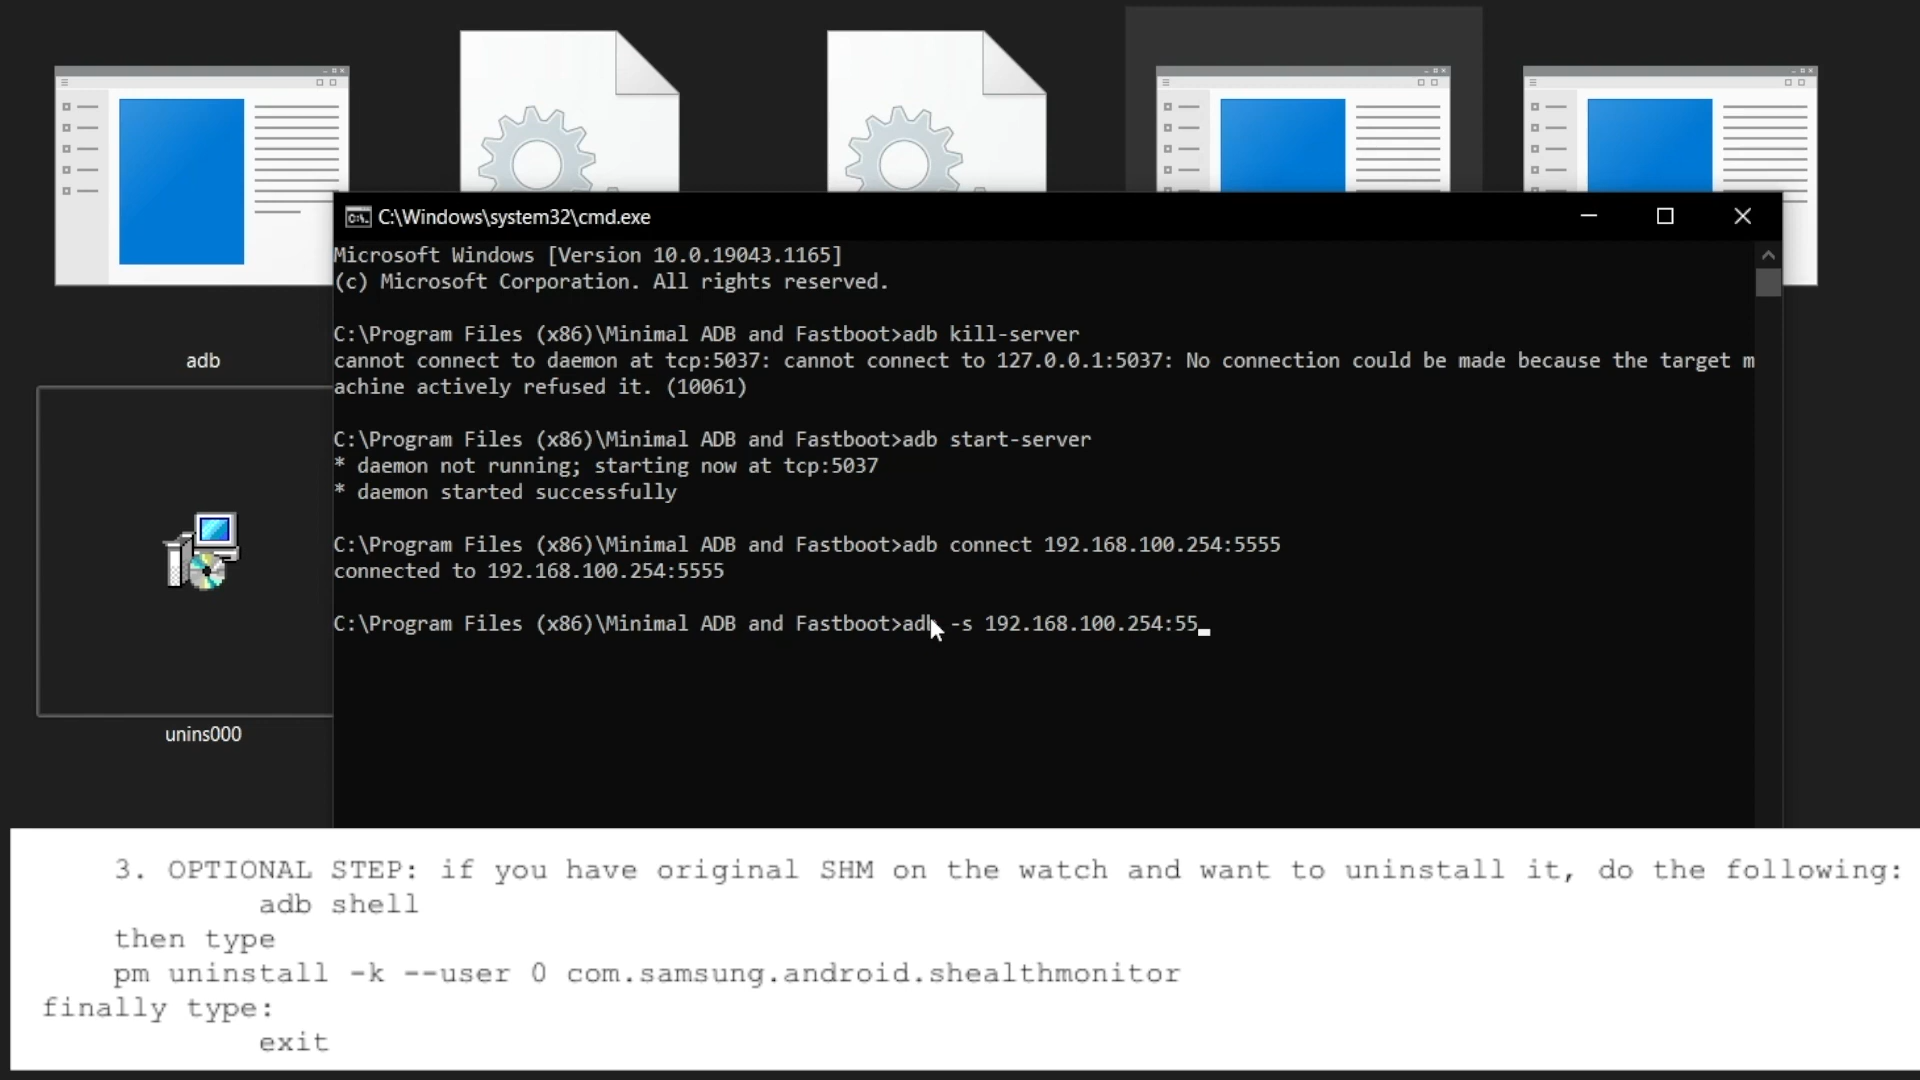 C:\Windows\system32\cmd.exe
Microsoft Windows [Version 10.0.19043.1165]
(c) Microsoft Corporation. All rights reserved.
C:\Program Files (x86)\Minimal ADB and Fastboot>adb kill-server
cannot connect to daemon at tcp:5037: cannot connect to 127.0.0.1:5037: No connection could be made because the target m
achine actively refused it. (10061)
C:\Program Files (x86)\Minimal ADB and Fastboot>adb start-server
* daemon not running; starting now at tcp:5037
* daemon started successfully
C:\Program Files (x86)\Minimal ADB and Fastboot>adb connect 192.168.100.254:5555
connected to 192.168.100.254:5555
C:\Program Files (x86)\Minimal ADB and Fastboot>adb -s 192.168.100.254:55_
adb
unins000
3. OPTIONAL STEP: if you have original SHM on the watch and want to uninstall it, do the following:
adb shell
then type
pm uninstall -k --user 0 com.samsung.android.shealthmonitor
finally type:
exit